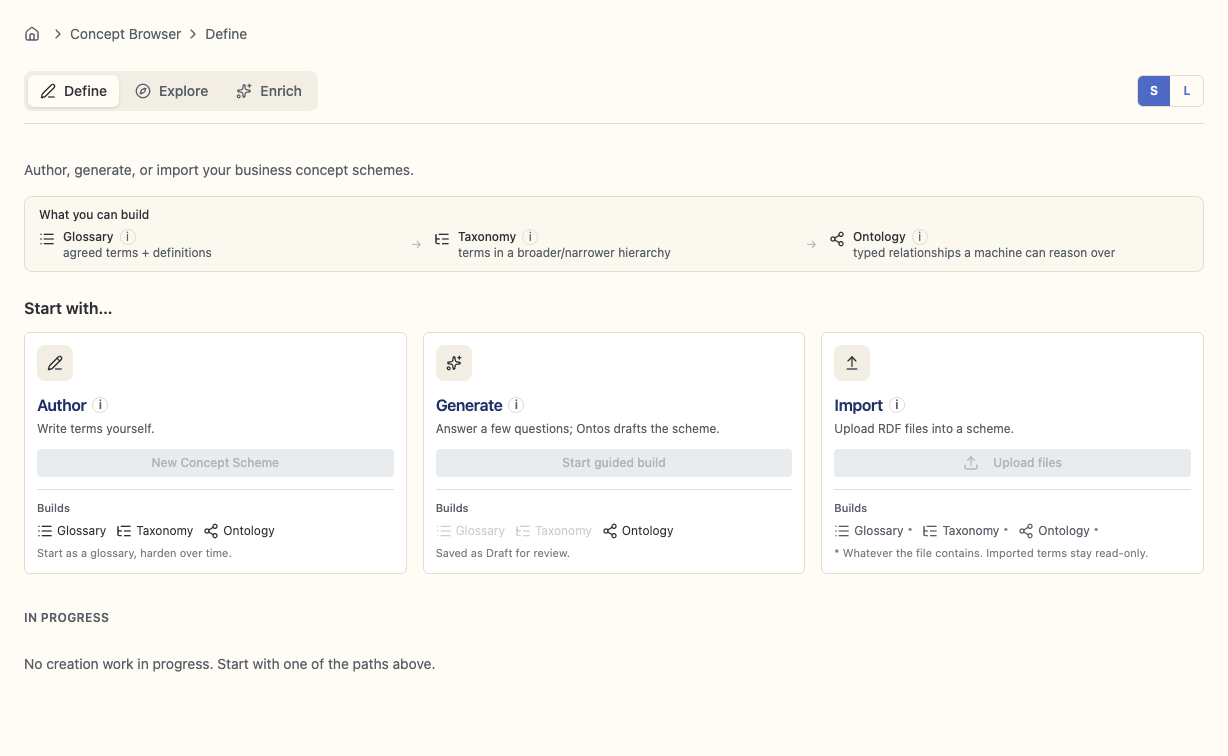 Concept Browser Define
Define Explore Enrich
S L
Author, generate, or import your business concept schemes.
What you can build
Glossary i
agreed terms + definitions
→
Taxonomy i
terms in a broader/narrower hierarchy
→
Ontology i
typed relationships a machine can reason over
Start with...
Author i
Write terms yourself.
New Concept Scheme
Builds
Glossary Taxonomy Ontology
Start as a glossary, harden over time.
Generate i
Answer a few questions; Ontos drafts the scheme.
Start guided build
Builds
Glossary Taxonomy Ontology
Saved as Draft for review.
Import i
Upload RDF files into a scheme.
Upload files
Builds
Glossary * Taxonomy * Ontology *
* Whatever the file contains. Imported terms stay read-only.
IN PROGRESS
No creation work in progress. Start with one of the paths above.